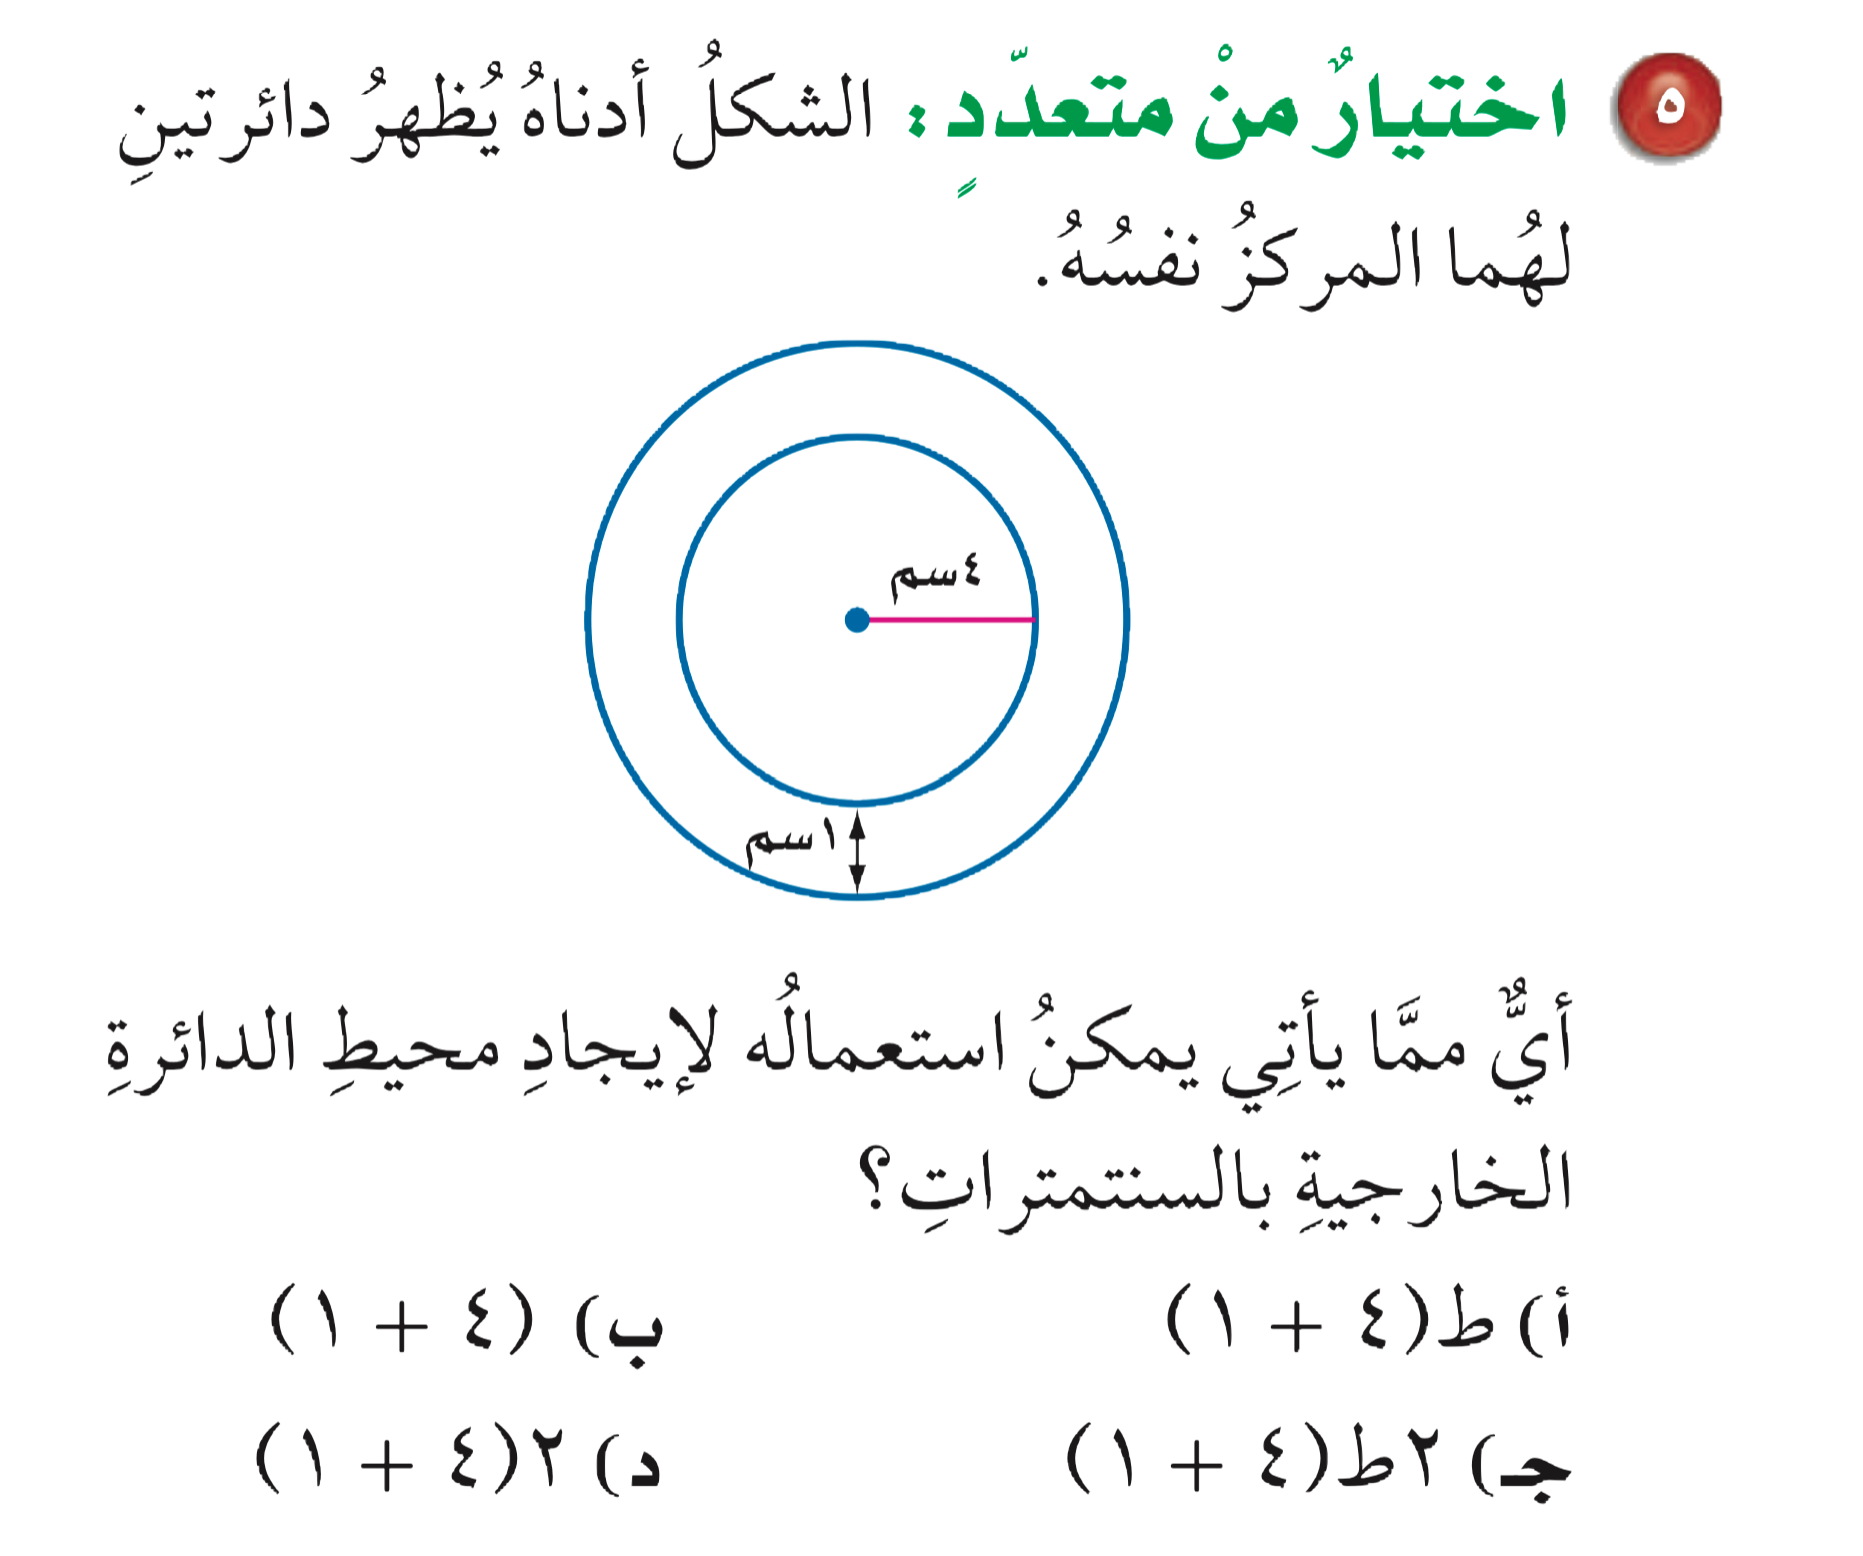 ٥ اختيارٌ منْ متعدّدٍ: الشكلُ أدناهُ يُظهرُ دائرتينِ
لهُما المركزُ نفسُهُ.
٤سم
١سم
أيٌّ ممَّا يأتِي يمكنُ استعمالُه لإيجادِ محيطِ الدائرةِ
الخارجيةِ بالسنتمتراتِ؟
أ) ط(٤ + ١) ب) (٤ + ١)
جـ) ٢ط(٤ + ١) د) ٢(٤ + ١)